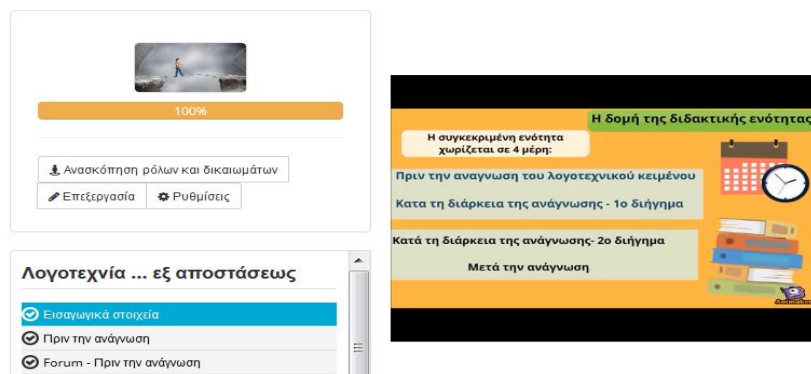 100%
Ανασκόπηση ρόλων και δικαιωμάτων
Επεξεργασία Ρυθμίσεις
Λογοτεχνία ... εξ αποστάσεως
Εισαγωγικά στοιχεία
Πριν την ανάγνωση
Forum - Πριν την ανάγνωση
Η δομή της διδακτικής ενότητας
Η συγκεκριμένη ενότητα
χωρίζεται σε 4 μέρη:
Πριν την αναγνωση του λογοτεχνικού κειμένου
Κατα τη διάρκεια της ανάγνωσης - 1ο διήγημα
Κατά τη διάρκεια της ανάγνωσης- 2ο διήγημα
Μετά την ανάγνωση